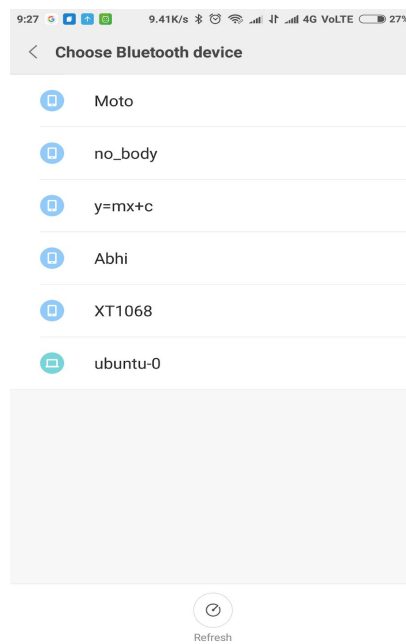 9:27 G 9.41K/s 4G VoLTE 27%
Choose Bluetooth device
Moto
no_body
y=mx+c
Abhi
XT1068
ubuntu-0
Refresh